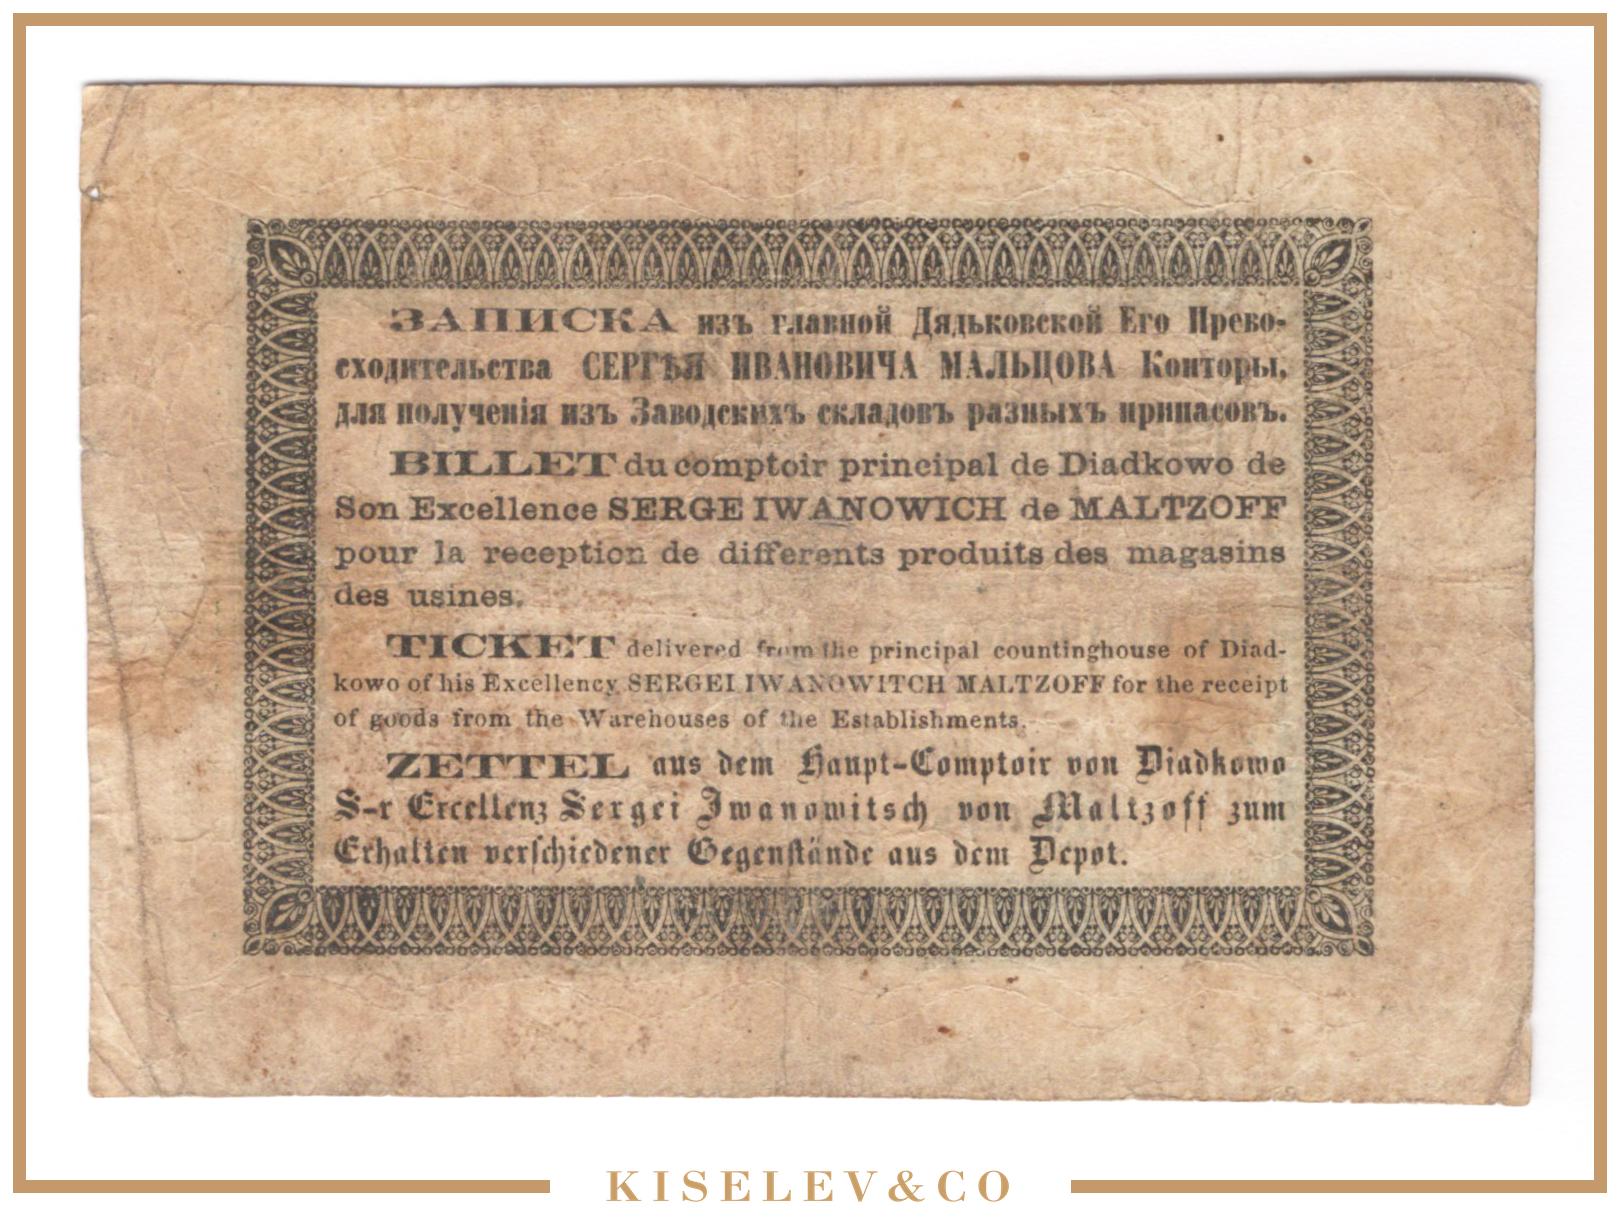 ЗАПИСКА изъ главной Дядьковской Его Прево-
сходительства СЕРГѢЯ ИВАНОВИЧА МАЛЬЦОВА Конторы,
для полученія изъ Заводскихъ складовъ разныхъ припасовъ.
BILLET du comptoir principal de Diadkowo de
Son Excellence SERGE IWANOWICH de MALTZOFF
pour la reception de differents produits des magasins
des usines.
TICKET delivered from the principal countinghouse of Diad-
kowo of his Excellency SERGEI IWANOWITCH MALTZOFF for the receipt
of goods from the Warehouses of the Establishments.
ZETTEL aus dem Haupt-Comptoir von Diadkowo
S-r Excellenz Sergei Iwanowitsch von Maltzoff zum
Erhalten verschiedener Gegenstände aus dem Depot.
KISELEV&CO